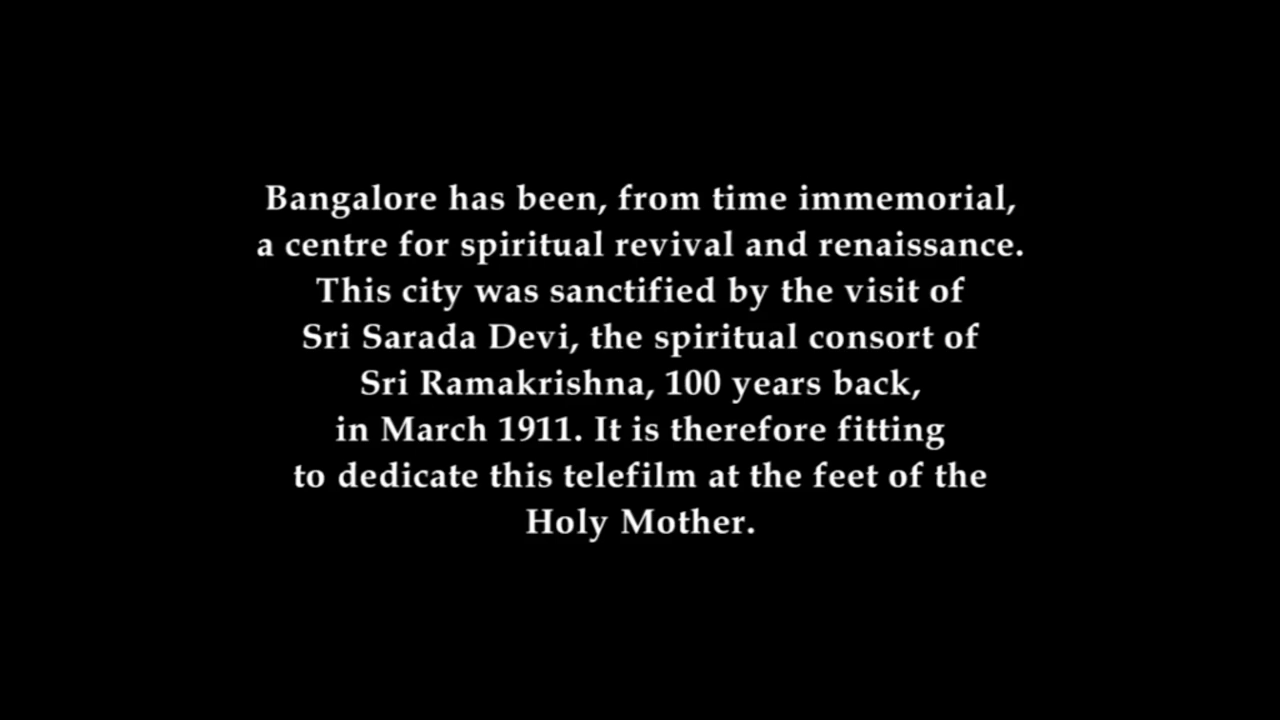 Bangalore has been, from time immemorial,
a centre for spiritual revival and renaissance.
This city was sanctified by the visit of
Sri Sarada Devi, the spiritual consort of
Sri Ramakrishna, 100 years back,
in March 1911. It is therefore fitting
to dedicate this telefilm at the feet of the
Holy Mother.